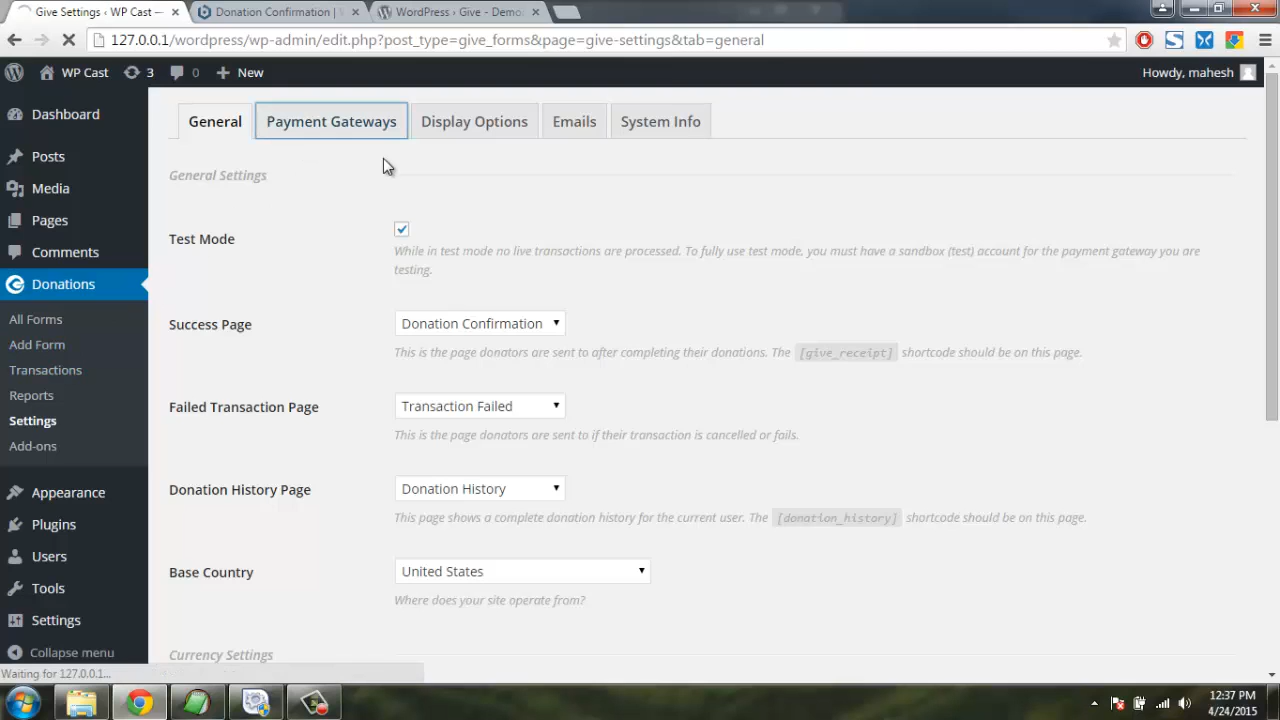 Give Settings ‹ WP Cast —
Donation Confirmation |
WordPress › Give - Demo
127.0.0.1/wordpress/wp-admin/edit.php?post_type=give_forms&page=give-settings&tab=general
WP Cast 3 0 New Howdy, mahesh
Dashboard
Posts
Media
Pages
Comments
Donations
All Forms
Add Form
Transactions
Reports
Settings
Add-ons
Appearance
Plugins
Users
Tools
Settings
Collapse menu
General Payment Gateways Display Options Emails System Info
General Settings
Test Mode
While in test mode no live transactions are processed. To fully use test mode, you must have a sandbox (test) account for the payment gateway you are
testing.
Success Page Donation Confirmation
This is the page donators are sent to after completing their donations. The [give_receipt] shortcode should be on this page.
Failed Transaction Page Transaction Failed
This is the page donators are sent to if their transaction is cancelled or fails.
Donation History Page Donation History
This page shows a complete donation history for the current user. The [donation_history] shortcode should be on this page.
Base Country United States
Where does your site operate from?
Currency Settings
Waiting for 127.0.0.1...
12:37 PM
4/24/2015